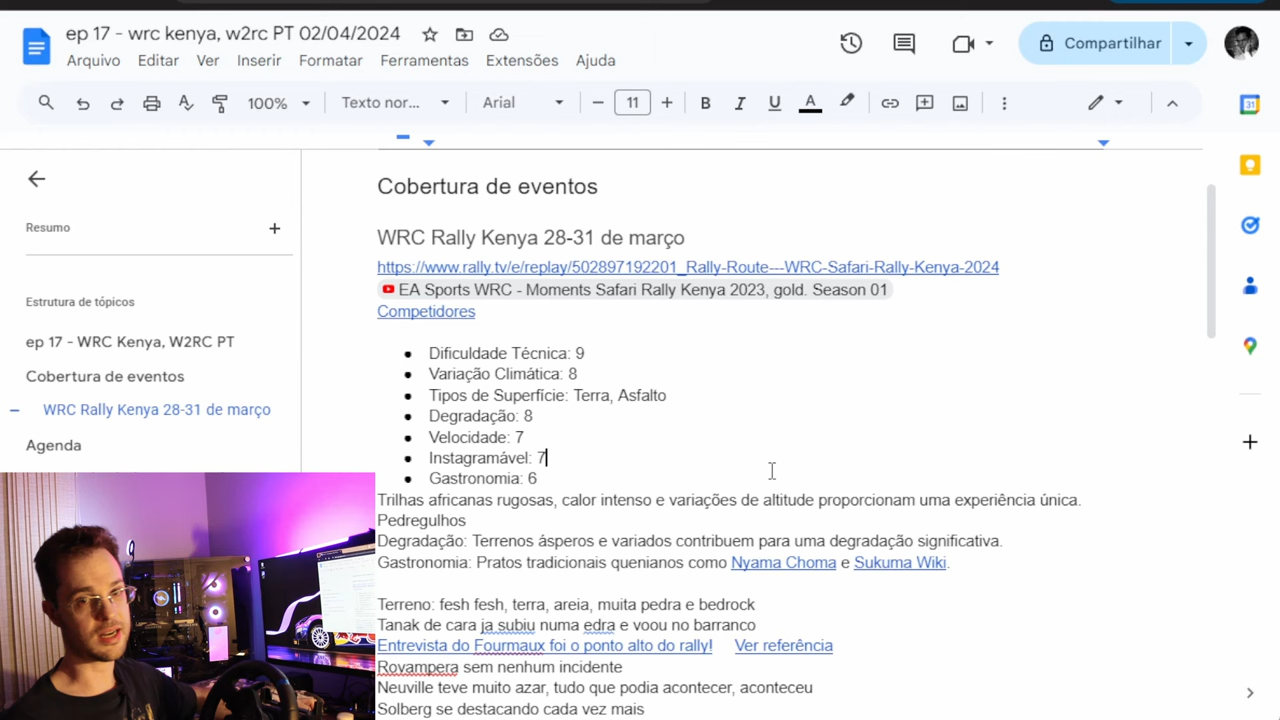 ep 17 - wrc kenya, w2rc PT 02/04/2024
Arquivo Editar Ver Inserir Formatar Ferramentas Extensões Ajuda
Compartilhar
100% Texto nor... Arial 11 B I U A
Resumo
Estrutura de tópicos
ep 17 - WRC Kenya, W2RC PT
Cobertura de eventos
WRC Rally Kenya 28-31 de março
Agenda
Cobertura de eventos
WRC Rally Kenya 28-31 de março
https://www.rally.tv/e/replay/502897192201_Rally-Route---WRC-Safari-Rally-Kenya-2024
EA Sports WRC - Moments Safari Rally Kenya 2023, gold. Season 01
Competidores
Dificuldade Técnica: 9
Variação Climática: 8
Tipos de Superfície: Terra, Asfalto
Degradação: 8
Velocidade: 7
Instagramável: 7
Gastronomia: 6
Trilhas africanas rugosas, calor intenso e variações de altitude proporcionam uma experiência única.
Pedregulhos
Degradação: Terrenos ásperos e variados contribuem para uma degradação significativa.
Gastronomia: Pratos tradicionais quenianos como Nyama Choma e Sukuma Wiki.
Terreno: fesh fesh, terra, areia, muita pedra e bedrock
Tanak de cara ja subiu numa edra e voou no barranco
Entrevista do Fourmaux foi o ponto alto do rally! Ver referência
Rovampera sem nenhum incidente
Neuville teve muito azar, tudo que podia acontecer, aconteceu
Solberg se destacando cada vez mais
31